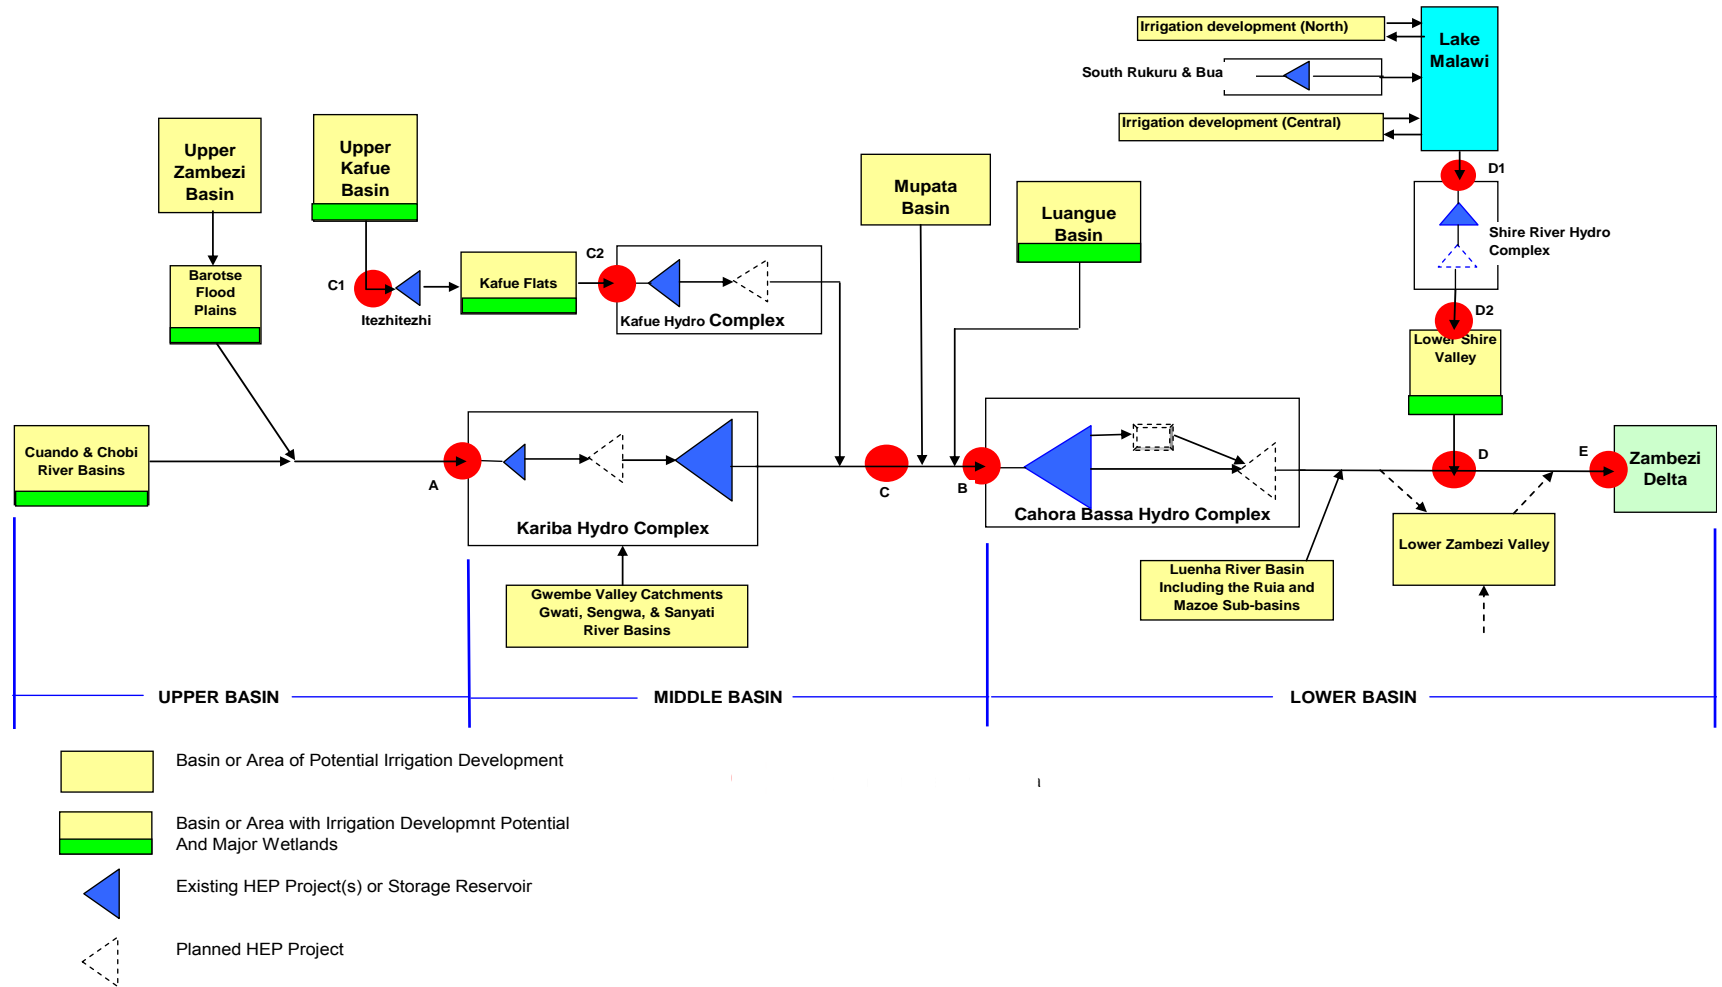 Irrigation development (North)
Lake
Malawi
South Rukuru & Bua
Irrigation development (Central)
D1
Upper
Zambezi
Basin
Upper
Kafue
Basin
Mupata
Basin
Luangue
Basin
Shire River Hydro
Complex
Barotse
Flood
Plains
C1
Itezhitezhi
Kafue Flats
C2
Kafue Hydro Complex
D2
Lower Shire
Valley
Cuando & Chobi
River Basins
A
Kariba Hydro Complex
C
B
Cahora Bassa Hydro Complex
D
E
Zambezi
Delta
Lower Zambezi Valley
Gwembe Valley Catchments
Gwati, Sengwa, & Sanyati
River Basins
Luenha River Basin
Including the Ruia and
Mazoe Sub-basins
UPPER BASIN
MIDDLE BASIN
LOWER BASIN
Basin or Area of Potential Irrigation Development
Basin or Area with Irrigation Developmnt Potential
And Major Wetlands
Existing HEP Project(s) or Storage Reservoir
Planned HEP Project